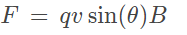 F = qv sin(θ)B